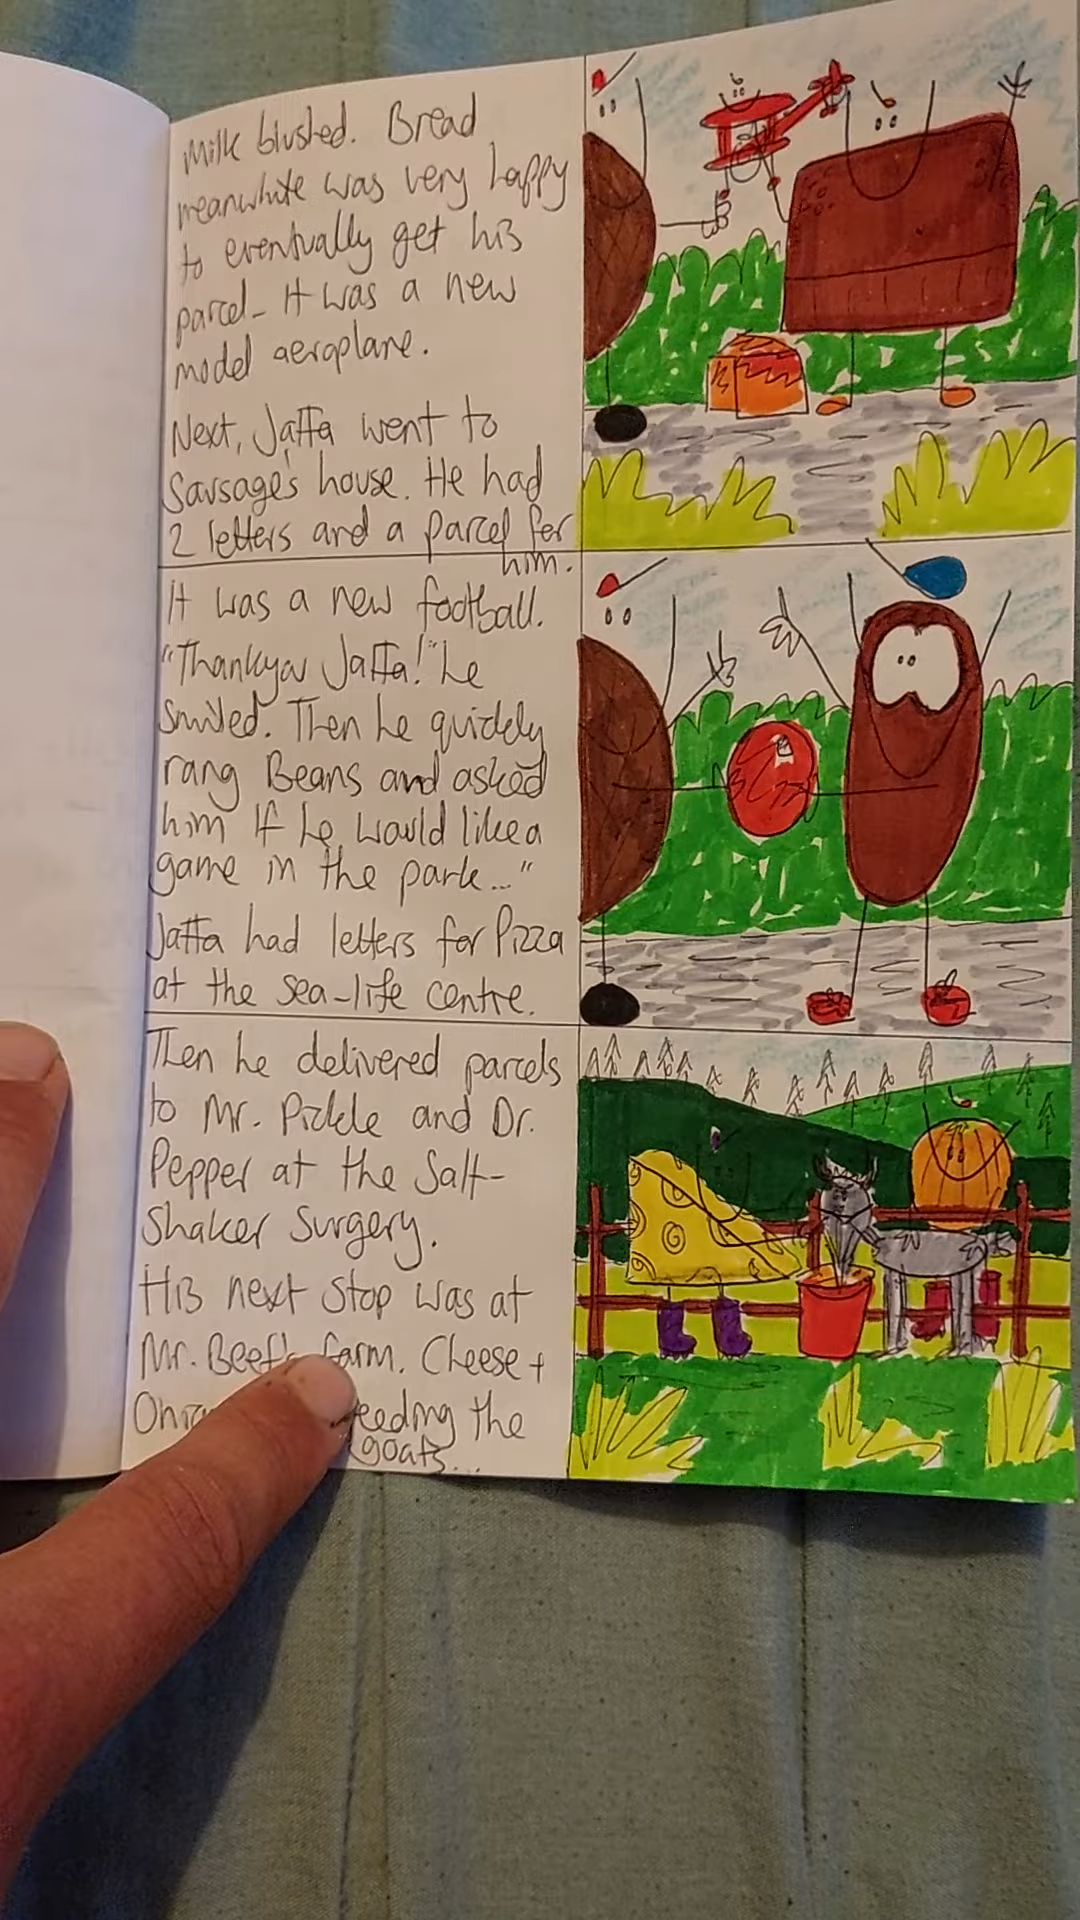 Milk blushed. Bread
meanwhile was very happy
to eventually get his
parcel - It was a new
model aeroplane.
Next, Jaffa went to
Sausage's house. He had
2 letters and a parcel for
him.
It was a new football.
"Thankyou Jaffa!" he
smiled. Then he quickly
rang Beans and asked
him if he would like a
game in the park..."
Jaffa had letters for Pizza
at the sea-life centre.
Then he delivered parcels
to Mr. Pickle and Dr.
Pepper at the Salt-
Shaker Surgery.
His next stop was at
Mr. Beef's farm. Cheese +
the
goats...